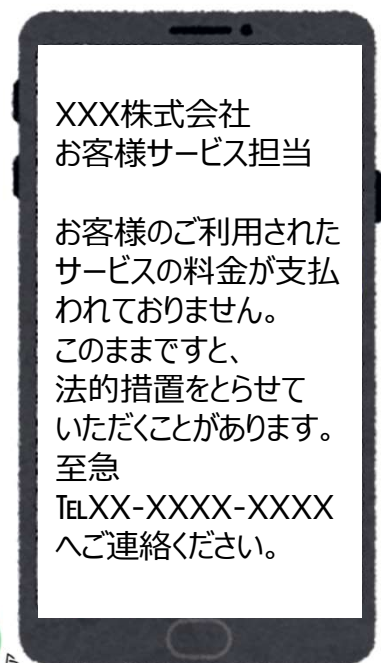 XXX株式会社
お客様サービス担当
お客様のご利用された
サービスの料金が支払
われておりません。
このままですと、
法的措置をとらせて
いただくことがあります。
至急
℡XX-XXXX-XXXX
へご連絡ください。